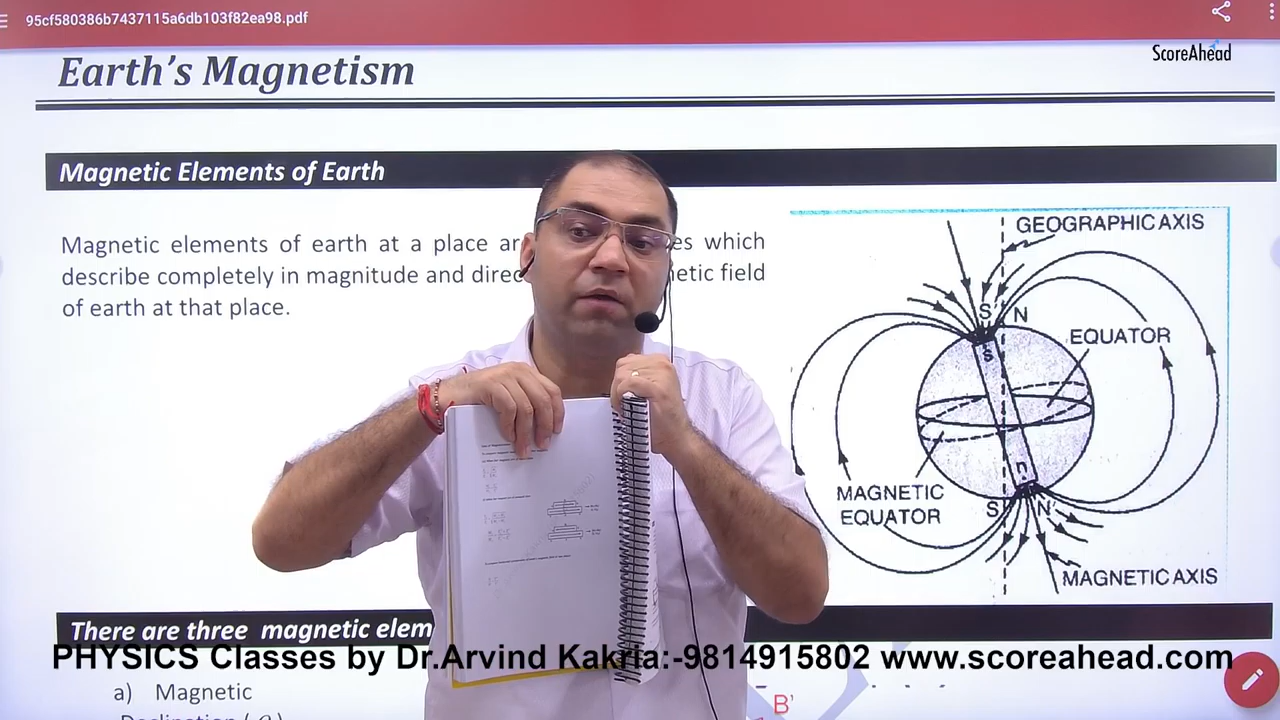 95cf580386b7437115a6db103f82ea98.pdf
ScoreAhead
Earth's Magnetism
Magnetic Elements of Earth
Magnetic elements of earth at a place ar es which
describe completely in magnitude and direc netic field
of earth at that place.
GEOGRAPHIC AXIS
S N
EQUATOR
s
n
MAGNETIC
EQUATOR
S N
MAGNETIC AXIS
There are three magnetic elem
PHYSICS Classes by Dr.Arvind Kakria:-9814915802 www.scoreahead.com
a) Magnetic
B'